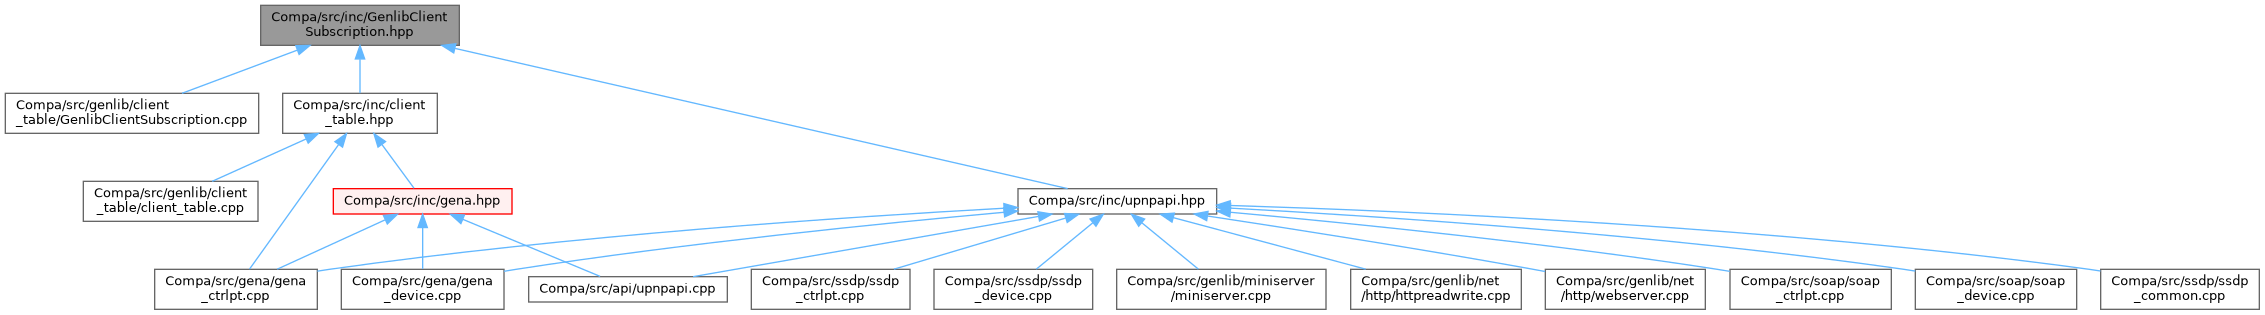 Compa/src/inc/GenlibClient
Subscription.hpp
Compa/src/genlib/client
_table/GenlibClientSubscription.cpp
Compa/src/inc/client
_table.hpp
Compa/src/genlib/client
_table/client_table.cpp
Compa/src/inc/gena.hpp
Compa/src/inc/upnpapi.hpp
Compa/src/gena/gena
_ctrlpt.cpp
Compa/src/gena/gena
_device.cpp
Compa/src/api/upnpapi.cpp
Compa/src/ssdp/ssdp
_ctrlpt.cpp
Compa/src/ssdp/ssdp
_device.cpp
Compa/src/genlib/miniserver
/miniserver.cpp
Compa/src/genlib/net
/http/httpreadwrite.cpp
Compa/src/genlib/net
/http/webserver.cpp
Compa/src/soap/soap
_ctrlpt.cpp
Compa/src/soap/soap
_device.cpp
Compa/src/ssdp/ssdp
_common.cpp